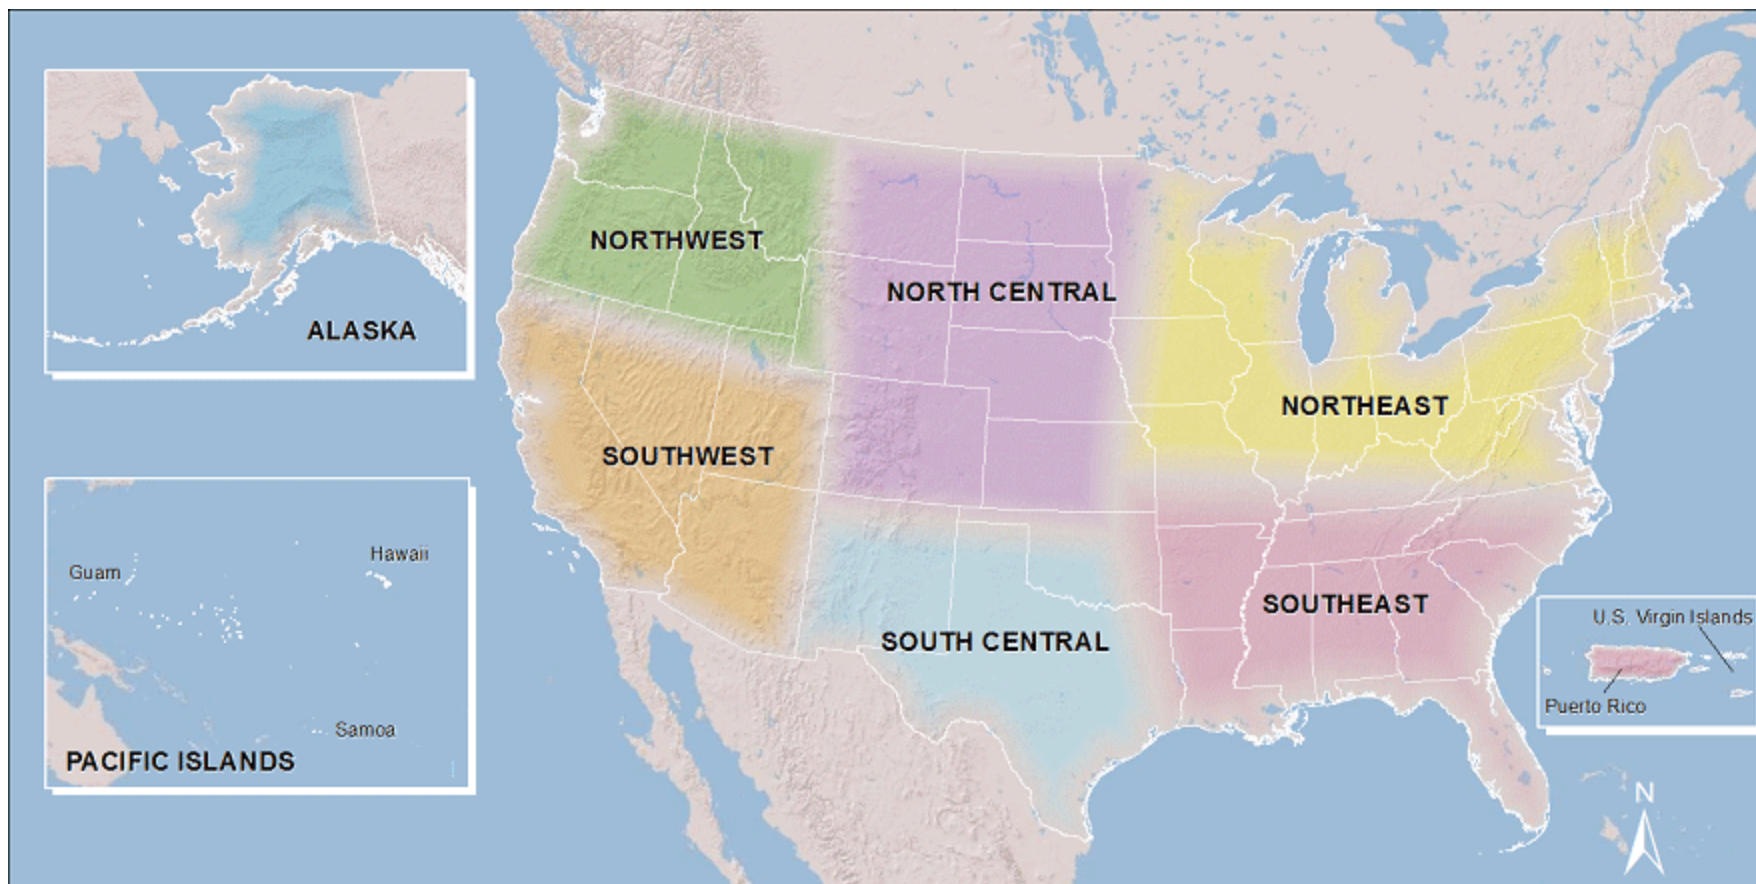 NORTHWEST
NORTH CENTRAL
ALASKA
NORTHEAST
SOUTHWEST
Hawaii
Guam
SOUTHEAST
U.S. Virgin Islands
SOUTH CENTRAL
Puerto Rico
Samoa
PACIFIC ISLANDS
N